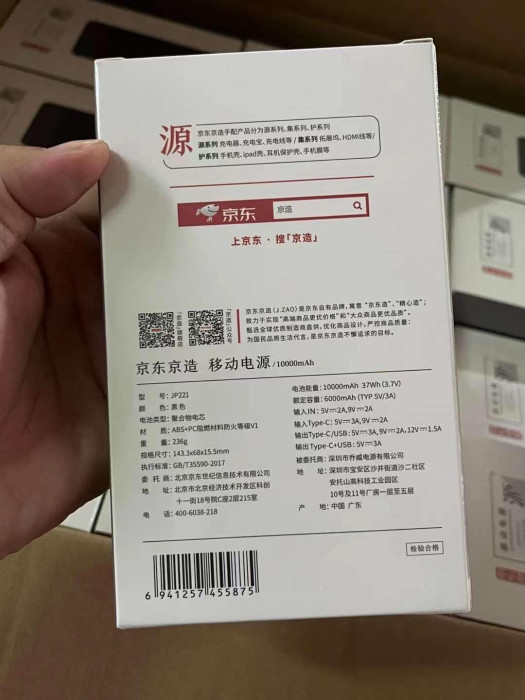 源
京东京造手配产品分为源系列、集系列、护系列
源系列 充电器、充电宝、充电线等 / 集系列 拓展坞、HDMI线等/
护系列 手机壳、ipad壳、耳机保护壳、手机膜等
京东
京造
上京东 · 搜「京造」
「京造」旗舰店
「京造」公众号
京东京造（J.ZAO）是京东自有品牌，寓意“京东造”、“精心造”；
致力于实现“高端商品更优价格”和“大众商品更优品质”。
甄选全球优质制造商直供，优化商品设计，严控商品质量：
为国民品质生活代言，是京东京造不懈追求的目标。
京东京造 移动电源/10000mAh
型 号：JP221
颜 色：黑色
电池类型：聚合物电芯
材 质：ABS+PC阻燃材料防火等级V1
重 量：236g
规格尺寸：143.3x68x15.5mm
执行标准：GB/T35590-2017
委 托 商：北京京东世纪信息技术有限公司
地 址：北京市北京经济技术开发区科创
十一街18号院C座2层215室
电 话：400-6038-218
电池能量：10000mAh 37Wh (3.7V)
额定容量：6000mAh (TYP 5V/3A)
输入IN：5V⎓2A,9V⎓2A
输入Type-C：5V⎓3A,9V⎓2A
输出Type-C/USB：5V⎓3A,9V⎓2A,12V⎓1.5A
输出Type-C+USB：5V⎓3A
被委托商：深圳市乔威电源有限公司
地 址：深圳市宝安区沙井街道沙二社区
安托山高科技工业园区
10号及11号厂房一层至五层
产 地：中国 广东
检验合格
6 941257 455875